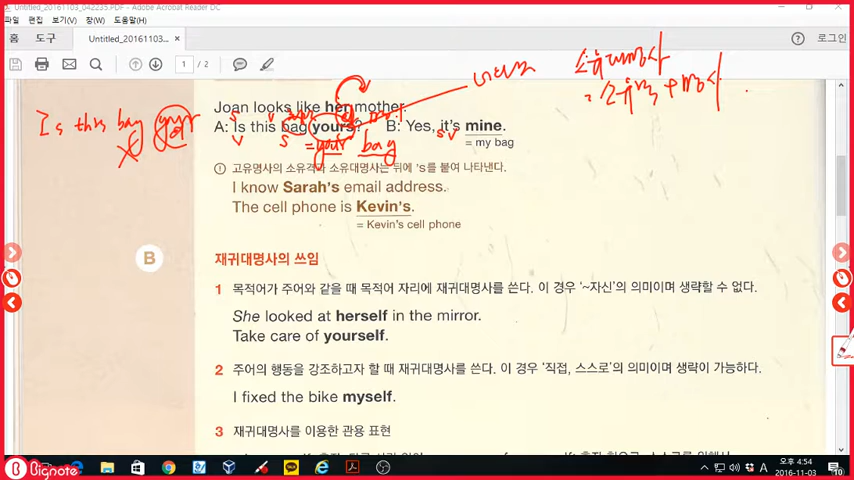 Untitled_20161103_042235.PDF - Adobe Acrobat Reader DC
파일 편집 보기(Z) 창(W) 도움말(H)
홈 도구 Untitled_20161103... × 로그인
1 / 2
소유대명사
= 소유격 + 명사
Joan looks like her mother.
Is this bag your
A: Is this bag yours? B: Yes, it's mine.
S V
= your bag = my bag
고유명사의 소유격과 소유대명사는 뒤에 's를 붙여 나타낸다.
I know Sarah's email address.
The cell phone is Kevin's.
= Kevin's cell phone
B 재귀대명사의 쓰임
1 목적어가 주어와 같을 때 목적어 자리에 재귀대명사를 쓴다. 이 경우 '~자신'의 의미이며 생략할 수 없다.
She looked at herself in the mirror.
Take care of yourself.
2 주어의 행동을 강조하고자 할 때 재귀대명사를 쓴다. 이 경우 '직접, 스스로'의 의미이며 생략이 가능하다.
I fixed the bike myself.
3 재귀대명사를 이용한 관용 표현
Bignote
A 오후 4:54
2016-11-03